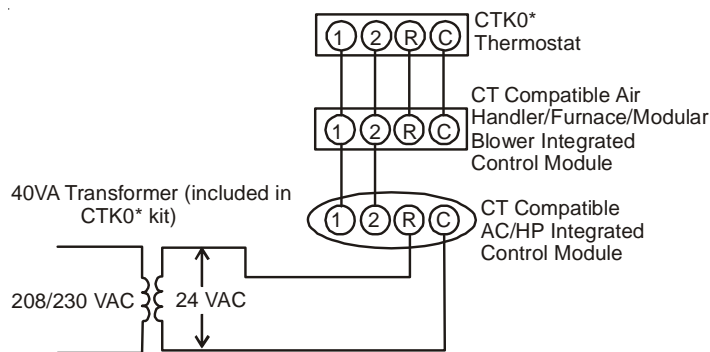 CTK0*
Thermostat
1 2 R C
CT Compatible Air
Handler/Furnace/Modular
Blower Integrated
Control Module
1 2 R C
40VA Transformer (included in
CTK0* kit)
CT Compatible
AC/HP Integrated
Control Module
1 2 R C
208/230 VAC
24 VAC